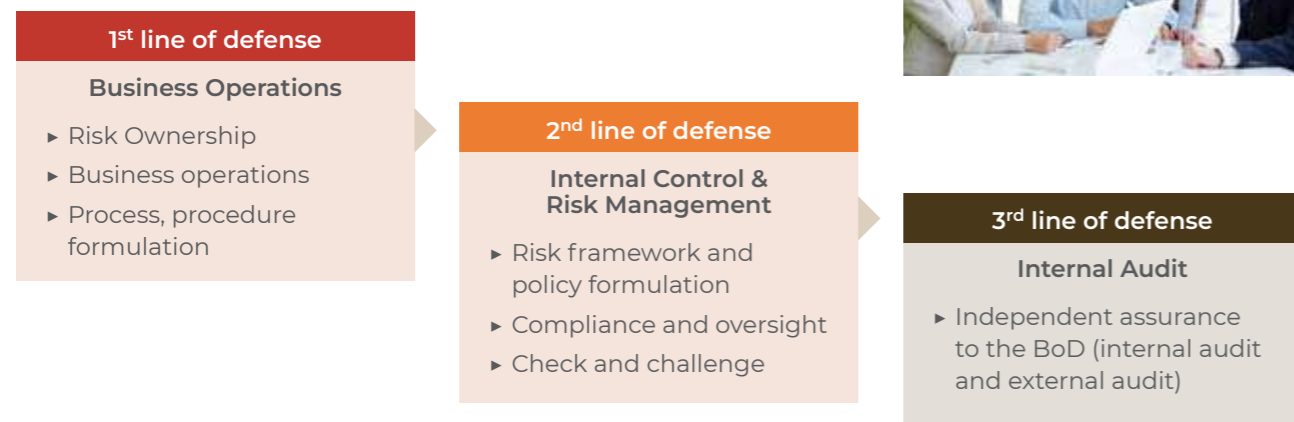 1st line of defense
Business Operations
▸ Risk Ownership
▸ Business operations
▸ Process, procedure
formulation
2nd line of defense
Internal Control &
Risk Management
▸ Risk framework and
policy formulation
▸ Compliance and oversight
▸ Check and challenge
3rd line of defense
Internal Audit
▸ Independent assurance
to the BoD (internal audit
and external audit)